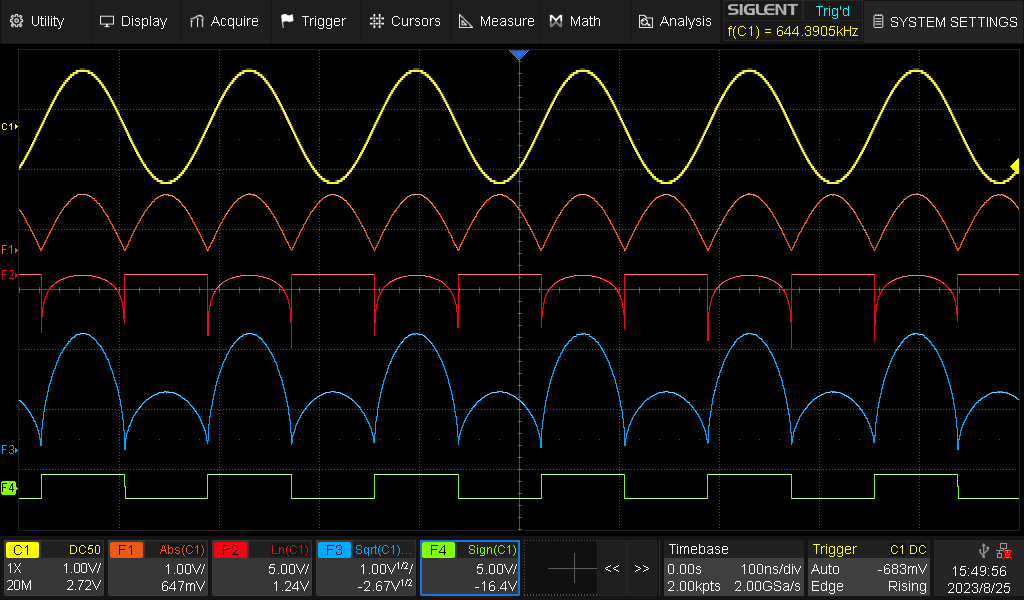 Utility Display Acquire Trigger Cursors Measure Math Analysis SIGLENT Trig'd SYSTEM SETTINGS
f(C1) = 644.3905kHz
C1
F1
F2
F3
F4
C1 DC50 F1 Abs(C1) F2 Ln(C1) F3 Sqrt(C1)... F4 Sign(C1) Timebase Trigger C1 DC
1X 1.00V/ 1.00V/ 5.00V/ 1.00V¹/²/ 5.00V/ << >> 0.00s 100ns/div Auto -683mV 15:49:56
20M 2.72V 647mV 1.24V -2.67V¹/² -16.4V 2.00kpts 2.00GSa/s Edge Rising 2023/8/25